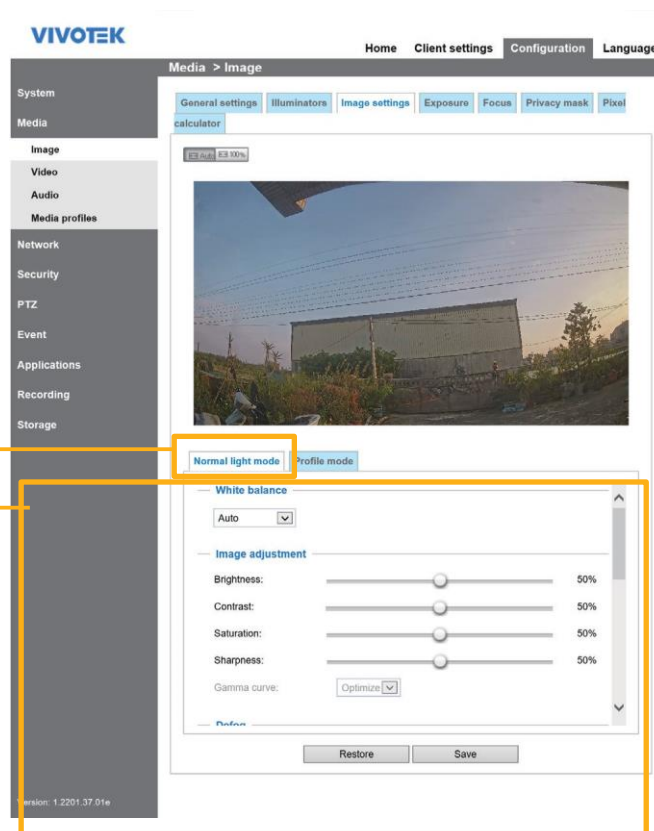 VIVOTEK
Home Client settings Configuration Language
Media > Image
System
Media
Image
Video
Audio
Media profiles
Network
Security
PTZ
Event
Applications
Recording
Storage
General settings Illuminators Image settings Exposure Focus Privacy mask Pixel
calculator
Auto 100%
Normal light mode Profile mode
White balance
Auto
Image adjustment
Brightness: 50%
Contrast: 50%
Saturation: 50%
Sharpness: 50%
Gamma curve: Optimize
Defog
Restore Save
Version: 1.2201.37.01e